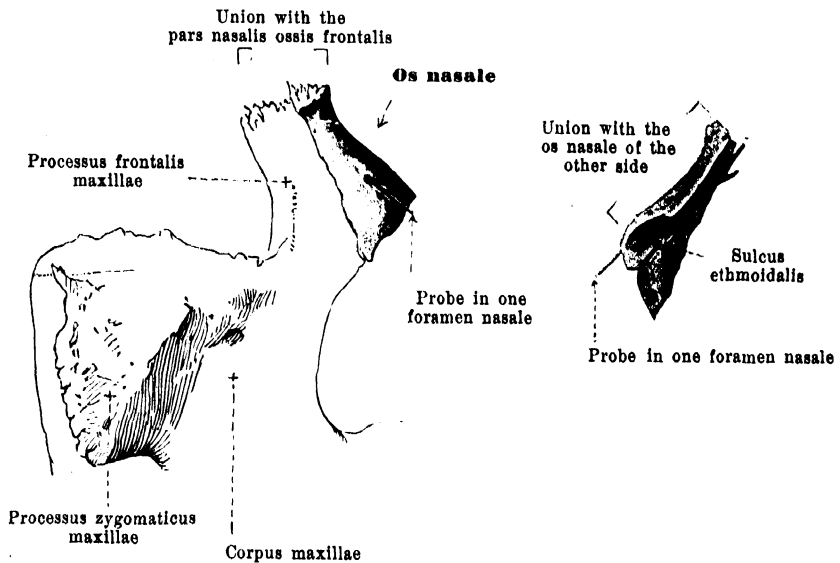 Union with the
pars nasalis ossis frontalis
Os nasale
Processus frontalis
maxillae
Union with the
os nasale of the
other side
Sulcus
ethmoidalis
Probe in one
foramen nasale
Probe in one foramen nasale
Processus zygomaticus
maxillae
Corpus maxillae